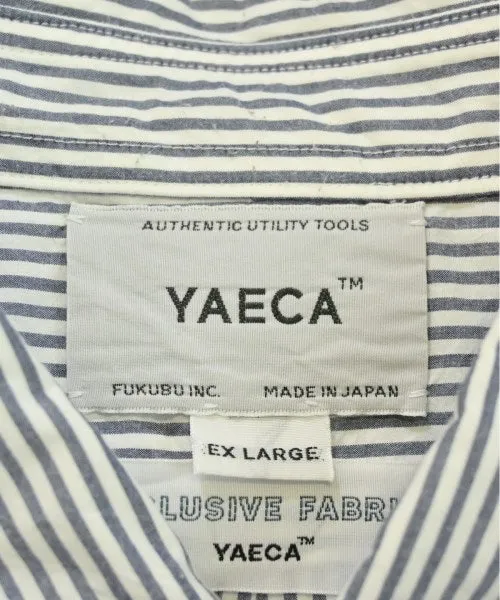 AUTHENTIC UTILITY TOOLS
YAECA™
FUKUBU INC. MADE IN JAPAN
EX LARGE
LUSIVE FABRI
YAECA™